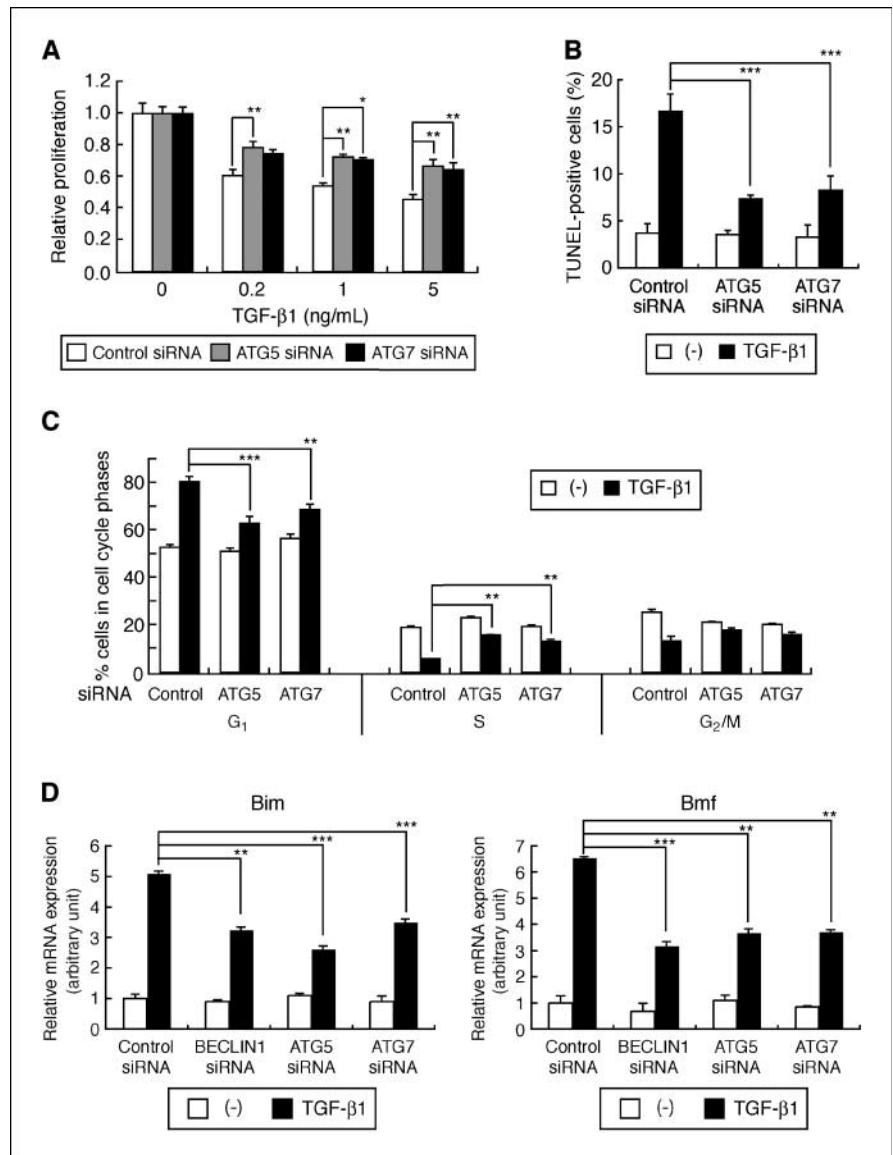 A
Relative proliferation
1.2
1.0
0.8
0.6
0.4
0.2
0.0
** ** * ** **
0 0.2 1 5
TGF-β1 (ng/mL)
Control siRNA ATG5 siRNA ATG7 siRNA
B
TUNEL-positive cells (%)
20
15
10
5
0
***
***
Control siRNA
ATG5 siRNA
ATG7 siRNA
(-) TGF-β1
C
% cells in cell cycle phases
80
60
40
20
0
**
***
(-) TGF-β1
**
**
siRNA Control ATG5 ATG7 Control ATG5 ATG7 Control ATG5 ATG7
G1 S G2/M
D
Bim
Relative mRNA expression
(arbitrary unit)
6
5
4
3
2
1
0
***
***
**
Control siRNA
BECLIN1 siRNA
ATG5 siRNA
ATG7 siRNA
(-) TGF-β1
Bmf
Relative mRNA expression
(arbitrary unit)
7
6
5
4
3
2
1
0
**
**
***
Control siRNA
BECLIN1 siRNA
ATG5 siRNA
ATG7 siRNA
(-) TGF-β1